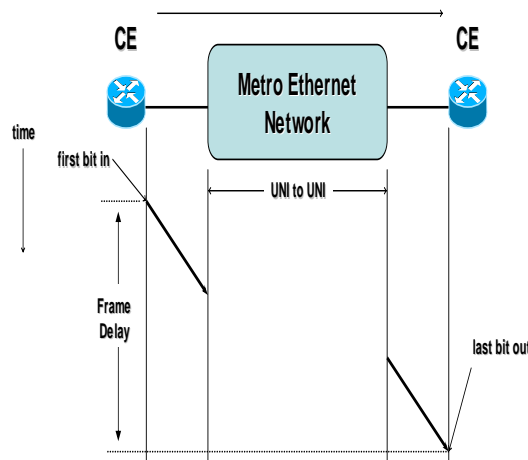 CE
CE
Metro Ethernet
Network
time
first bit in
UNI to UNI
Frame
Delay
last bit out